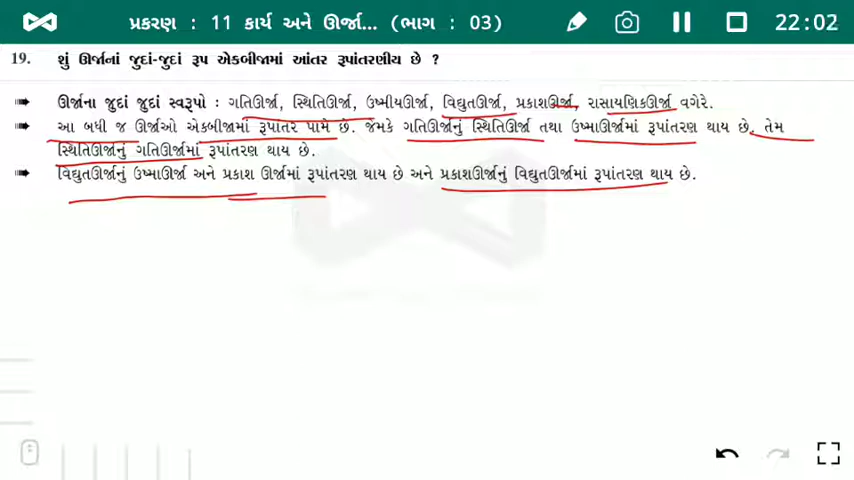 પ્રકરણ : 11 કાર્ય અને ઊર્જા... (ભાગ : 03)
22:02
19. શું ઊર્જાનાં જુદાં-જુદાં રૂપ એકબીજામાં આંતર રૂપાંતરણીય છે ?
➠ ઊર્જાના જુદાં જુદાં સ્વરૂપો : ગતિઊર્જા, સ્થિતિઊર્જા, ઉષ્મીયઊર્જા, વિદ્યુતઊર્જા, પ્રકાશઊર્જા, રાસાયણિકઊર્જા વગેરે.
➠ આ બધી જ ઊર્જાઓ એકબીજામાં રૂપાંતર પામે છે. જેમકે ગતિઊર્જાનું સ્થિતિઊર્જા તથા ઉષ્માઊર્જામાં રૂપાંતરણ થાય છે. તેમ
સ્થિતિઊર્જાનું ગતિઊર્જામાં રૂપાંતરણ થાય છે.
➠ વિદ્યુતઊર્જાનું ઉષ્માઊર્જા અને પ્રકાશ ઊર્જામાં રૂપાંતરણ થાય છે અને પ્રકાશઊર્જાનું વિદ્યુતઊર્જામાં રૂપાંતરણ થાય છે.